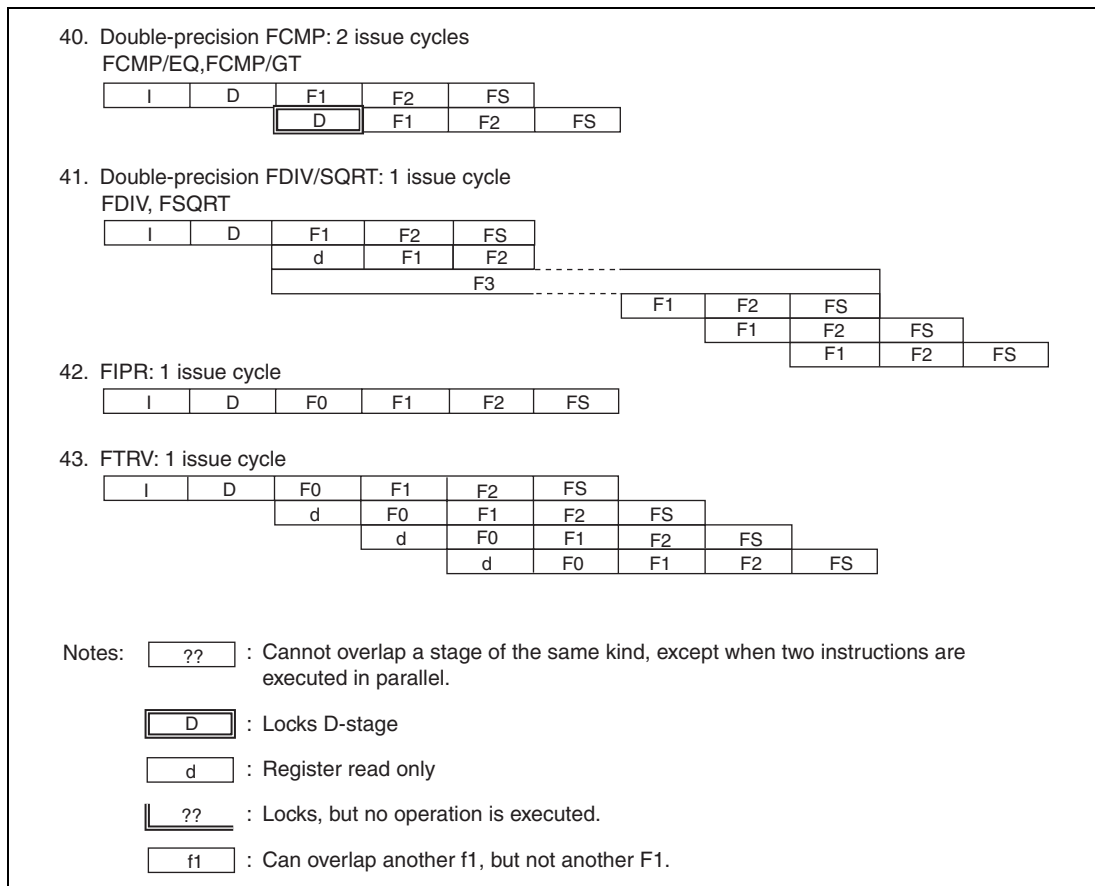 40. Double-precision FCMP: 2 issue cycles
FCMP/EQ,FCMP/GT
I D F1 F2 FS
D F1 F2 FS
41. Double-precision FDIV/SQRT: 1 issue cycle
FDIV, FSQRT
I D F1 F2 FS
d F1 F2
F3
F1 F2 FS
F1 F2 FS
F1 F2 FS
42. FIPR: 1 issue cycle
I D F0 F1 F2 FS
43. FTRV: 1 issue cycle
I D F0 F1 F2 FS
d F0 F1 F2 FS
d F0 F1 F2 FS
d F0 F1 F2 FS
Notes: ?? : Cannot overlap a stage of the same kind, except when two instructions are
executed in parallel.
D : Locks D-stage
d : Register read only
?? : Locks, but no operation is executed.
f1 : Can overlap another f1, but not another F1.